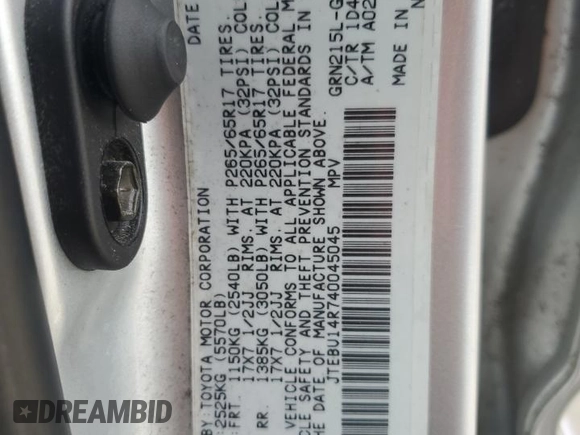 DATE
BY: TOYOTA MOTOR CORPORATION
: 2525KG (5570LB)
FRT. 1150KG (2540LB) WITH P265/65R17 TIRES.
17X7 1/2JJ RIMS. AT 220KPA (32PSI) COL
RR. 1385KG (3050LB) WITH P265/65R17 TIRES.
17X7 1/2JJ RIMS. AT 220KPA (32PSI) COL
VEHICLE CONFORMS TO ALL APPLICABLE FEDERAL M
CLE SAFETY AND THEFT PREVENTION STANDARDS IN
OF MANUFACTURE SHOWN ABOVE.
JTEBU14R740045045 MPV
GRN215L-G
C/TR 1D4
A/TM A02
MADE IN
DREAMBID
dreambid.com